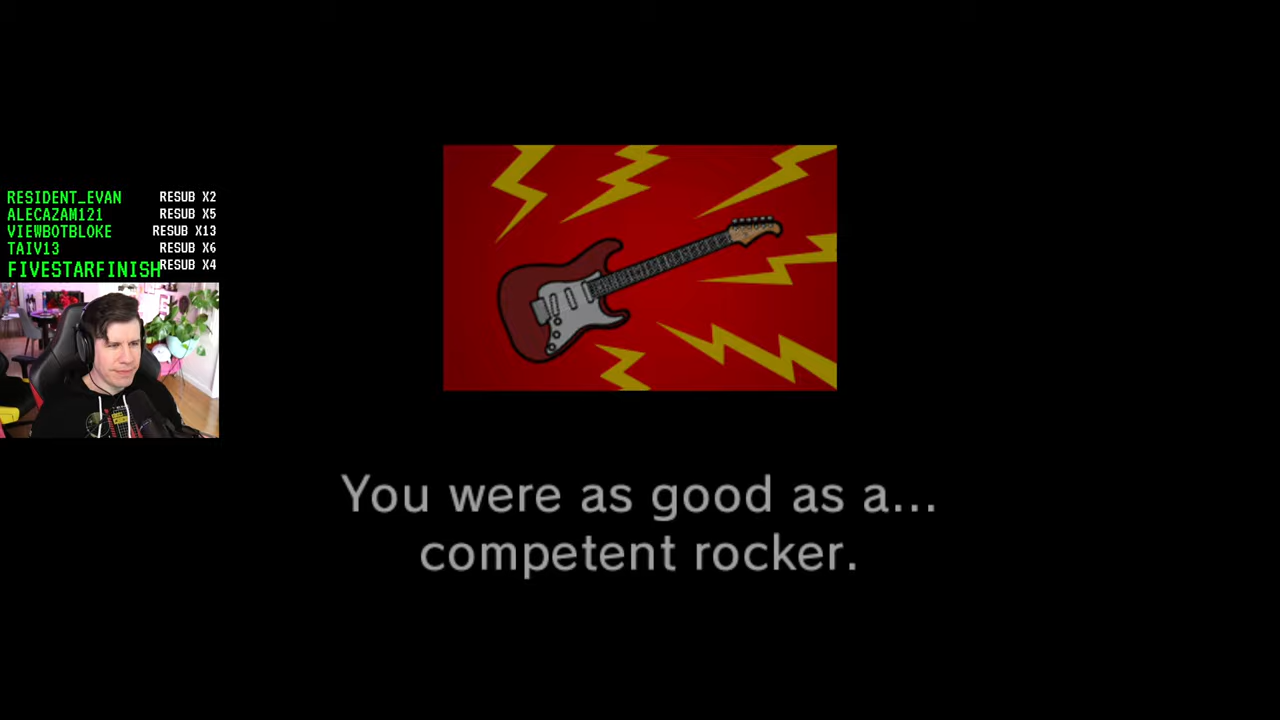 RESIDENT_EVAN RESUB X2
ALECAZAM121 RESUB X5
VIEWBOTBLOKE RESUB X13
TAIV13 RESUB X6
FIVESTARFINISH RESUB X4
You were as good as a...
competent rocker.